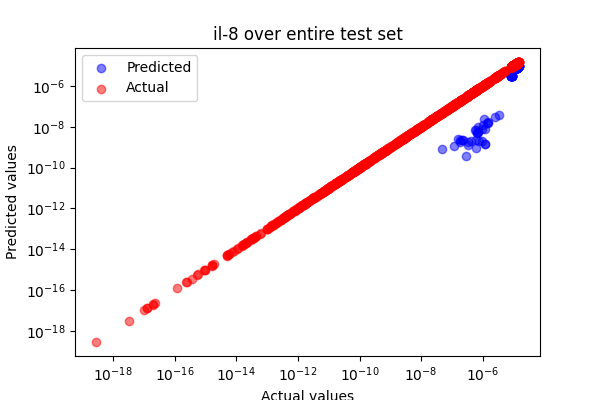 il-8 over entire test set
Predicted
Actual
Predicted values
10⁻⁶
10⁻⁸
10⁻¹⁰
10⁻¹²
10⁻¹⁴
10⁻¹⁶
10⁻¹⁸
10⁻¹⁸ 10⁻¹⁶ 10⁻¹⁴ 10⁻¹² 10⁻¹⁰ 10⁻⁸ 10⁻⁶
Actual values